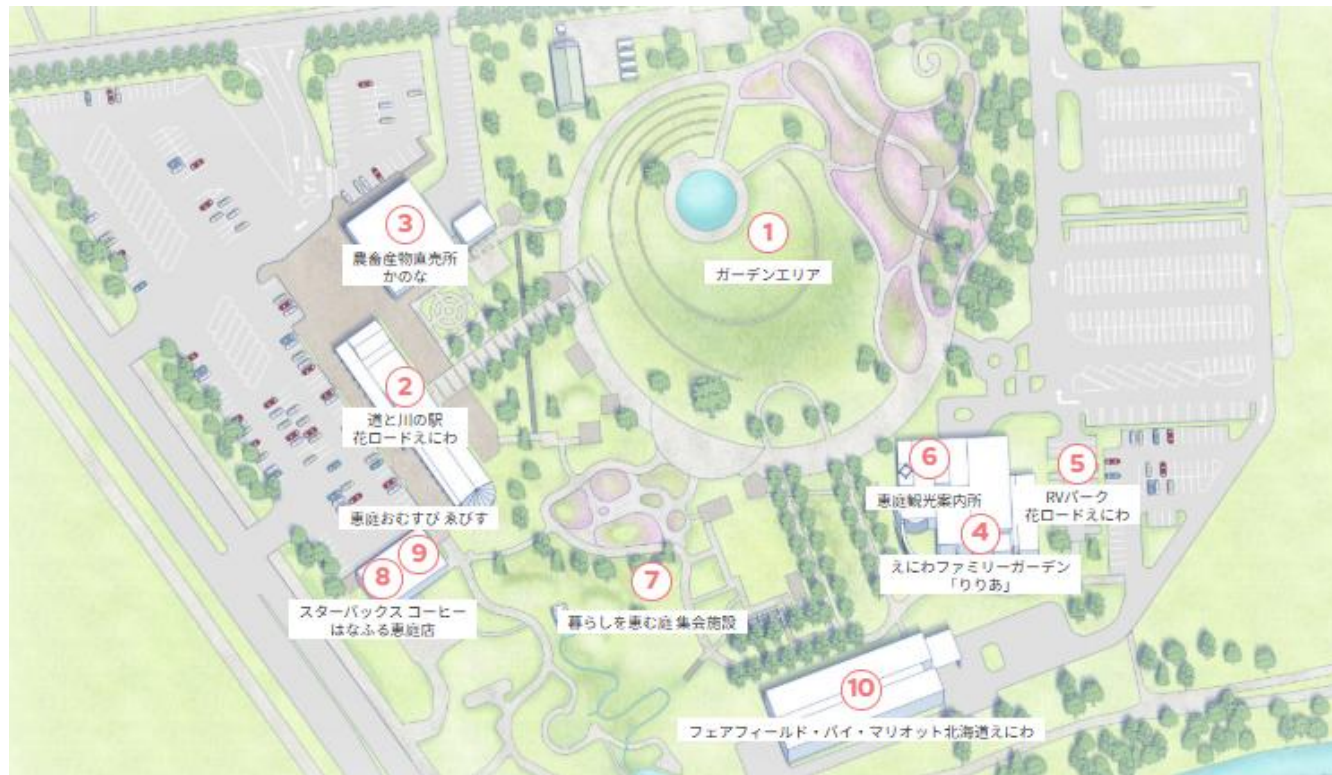 1
ガーデンエリア
3
農畜産物直売所
かのな
2
道と川の駅
花ロードえにわ
6
恵庭観光案内所
5
RVパーク
花ロードえにわ
4
えにわファミリーガーデン
「りりあ」
9
恵庭おむすび ゑびす
8
スターバックス コーヒー
はなふる恵庭店
7
暮らしを恵む庭 集会施設
10
フェアフィールド・バイ・マリオット北海道えにわ